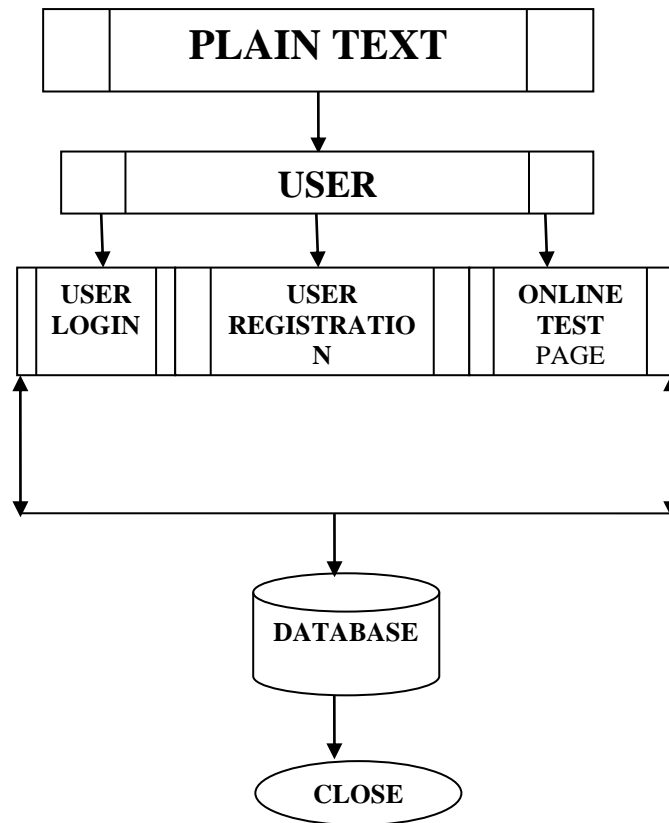 PLAIN TEXT
USER
USER
LOGIN
USER
REGISTRATIO
N
ONLINE
TEST
PAGE
DATABASE
CLOSE